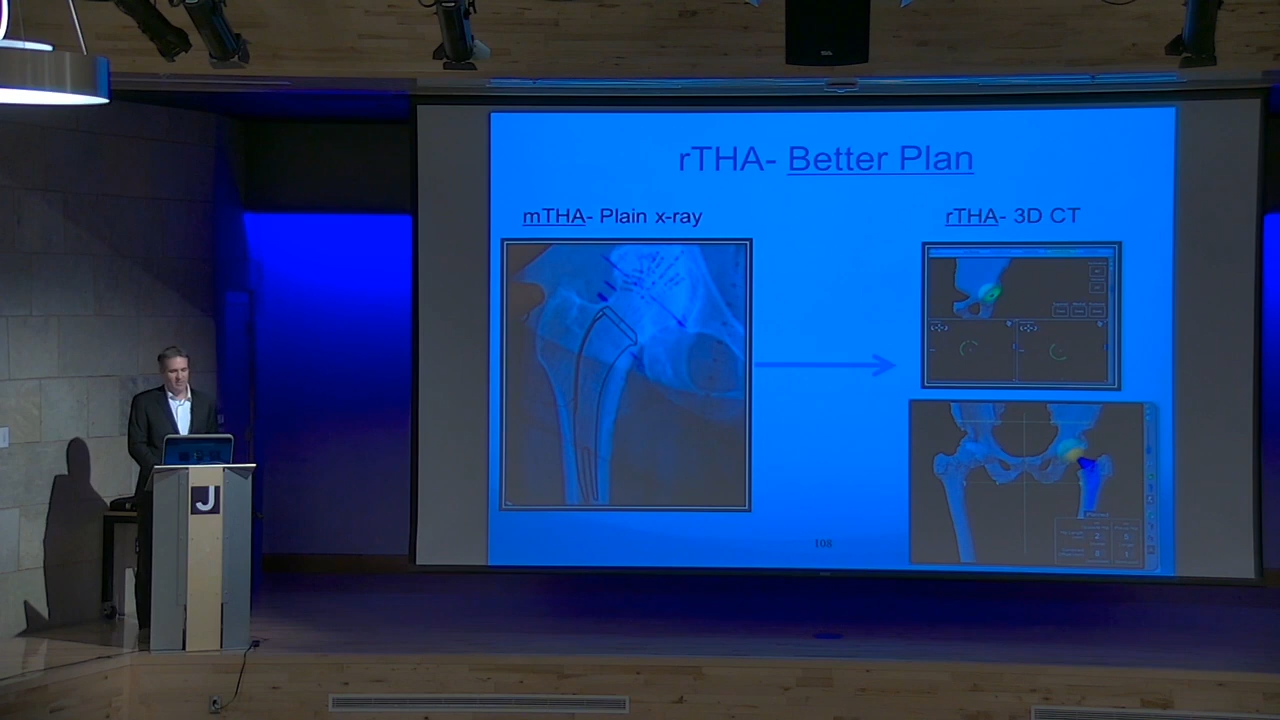 rTHA- Better Plan
mTHA- Plain x-ray
rTHA- 3D CT
108
J